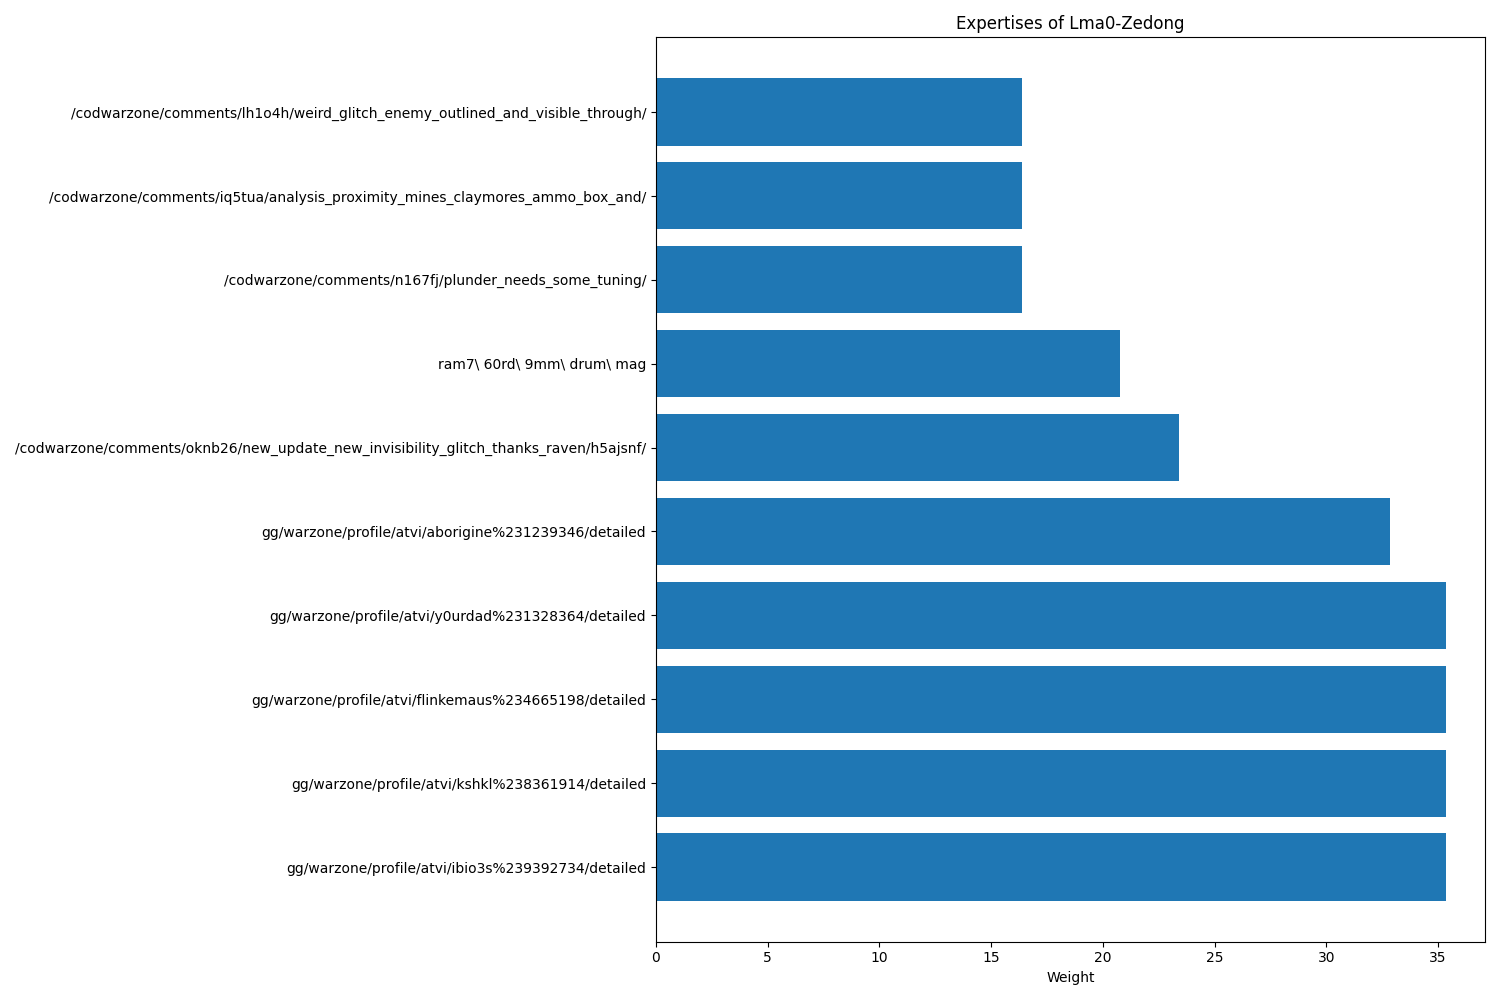 Expertises of Lma0-Zedong
/codwarzone/comments/lh1o4h/weird_glitch_enemy_outlined_and_visible_through/
/codwarzone/comments/iq5tua/analysis_proximity_mines_claymores_ammo_box_and/
/codwarzone/comments/n167fj/plunder_needs_some_tuning/
ram7\ 60rd\ 9mm\ drum\ mag
/codwarzone/comments/oknb26/new_update_new_invisibility_glitch_thanks_raven/h5ajsnf/
gg/warzone/profile/atvi/aborigine%231239346/detailed
gg/warzone/profile/atvi/y0urdad%231328364/detailed
gg/warzone/profile/atvi/flinkemaus%234665198/detailed
gg/warzone/profile/atvi/kshkl%238361914/detailed
gg/warzone/profile/atvi/ibio3s%239392734/detailed
0 5 10 15 20 25 30 35
Weight